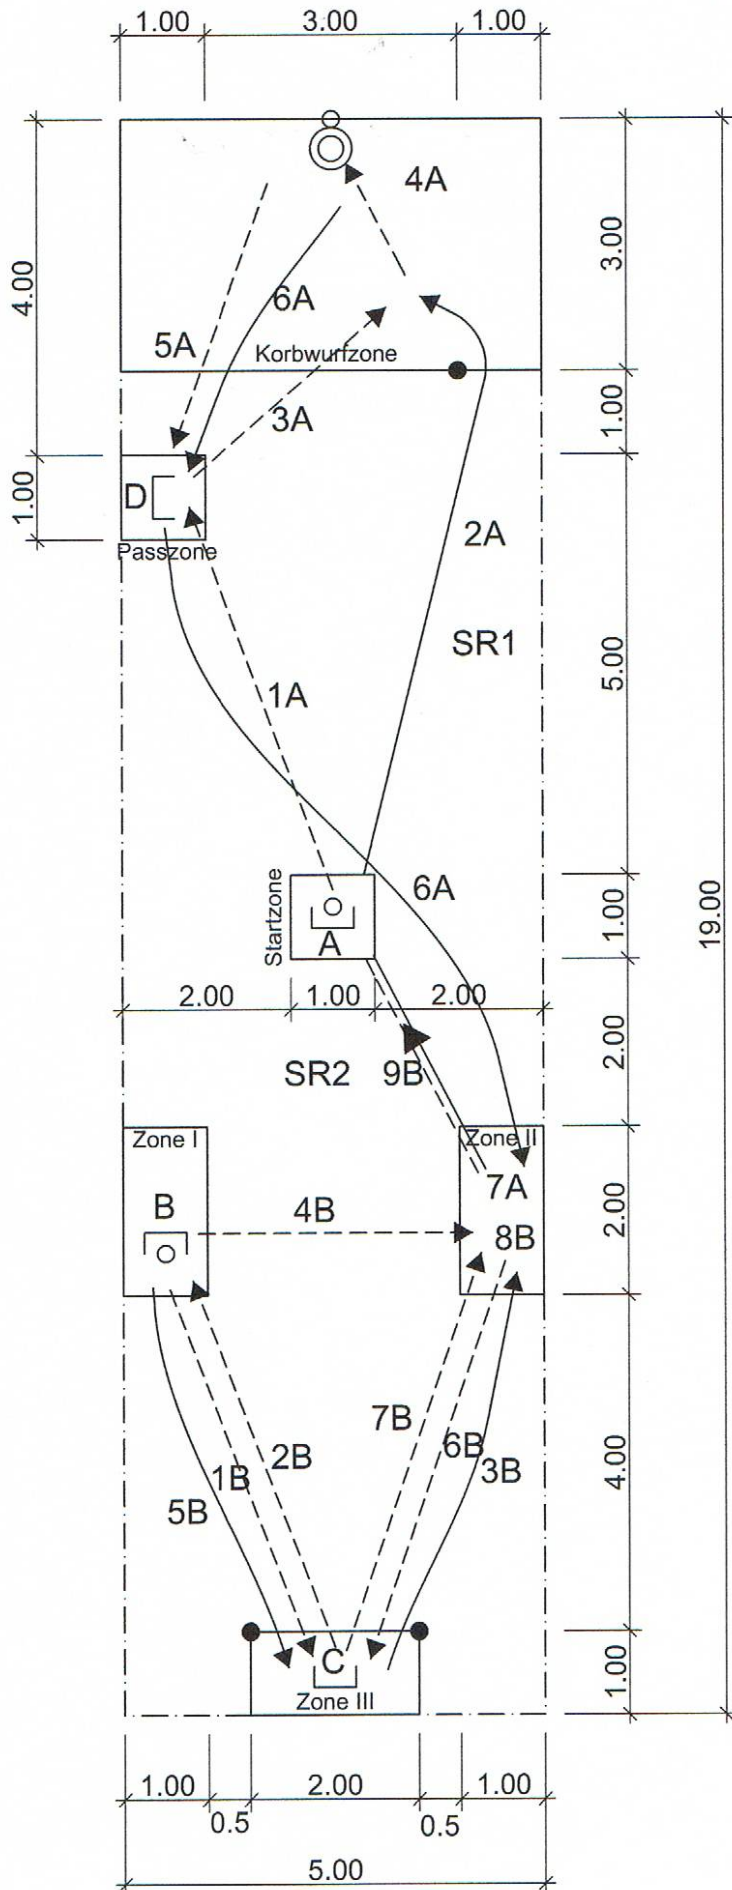 1.00 3.00 1.00
4A
3.00
4.00
6A
5A
Korbwurfzone
3A
1.00
19.00
1.00
D
Passzone
2A
SR1
5.00
1A
6A
Startzone
A
1.00
2.00 1.00 2.00
SR2 9B
2.00
Zone I
Zone II
7A
B
4B
8B
2.00
7B
6B
2B
3B
1B
5B
4.00
C
Zone III
1.00
1.00 2.00 1.00
0.5 0.5
5.00